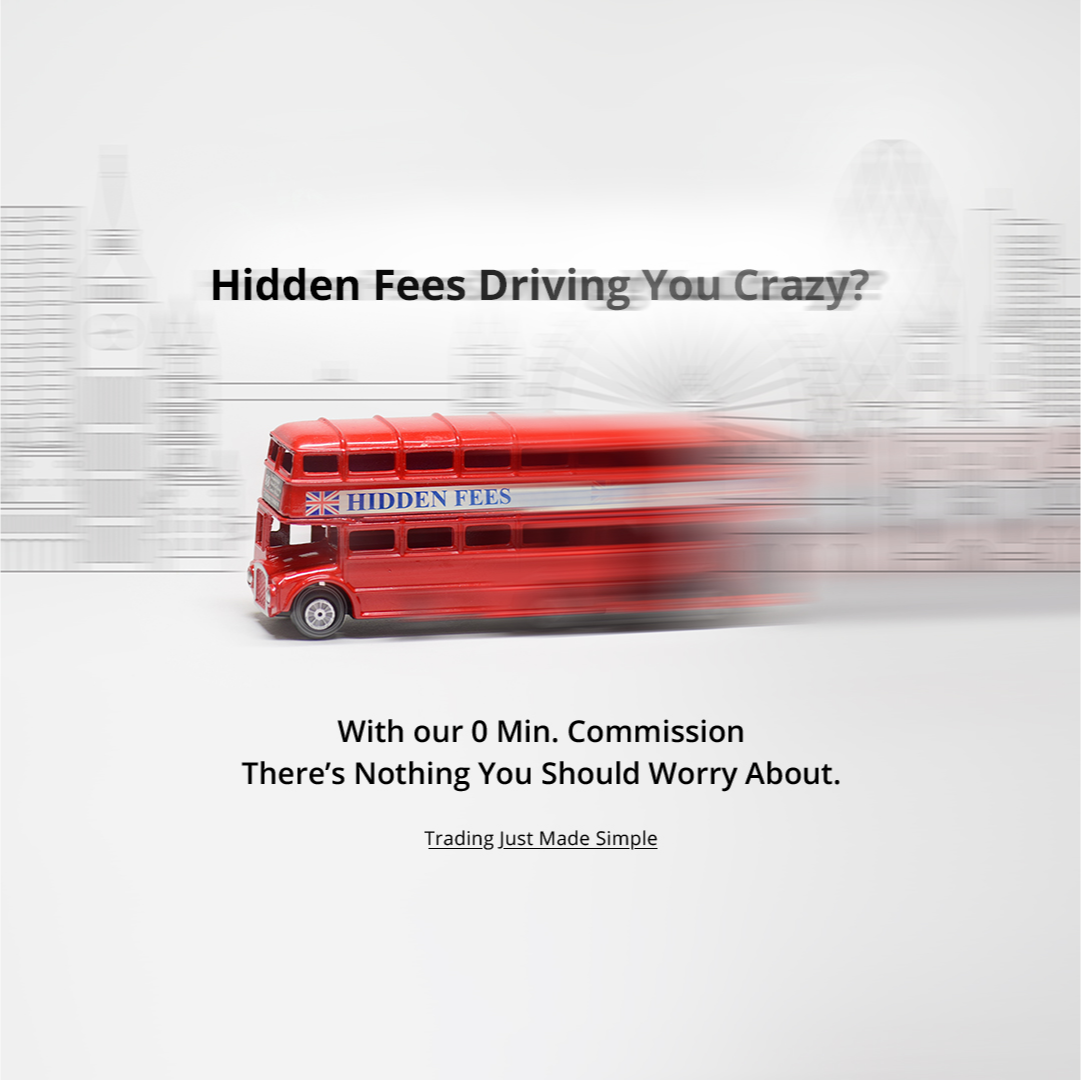 Hidden Fees Driving You Crazy?
HIDDEN FEES
With our 0 Min. Commission
There’s Nothing You Should Worry About.
Trading Just Made Simple